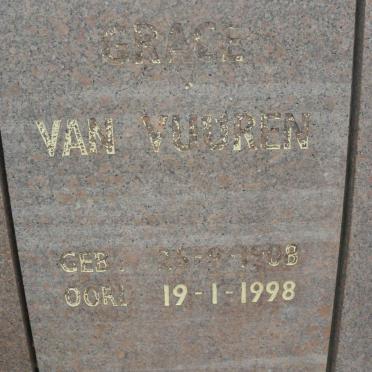 GRACE
VAN VUUREN
GEB.
OORL 19-1-1998